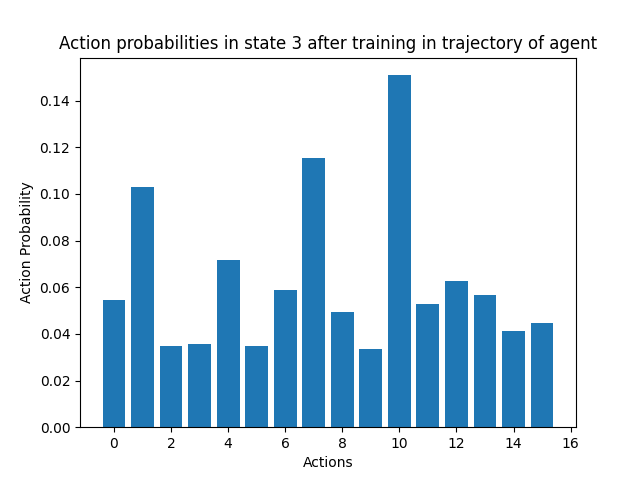 Action probabilities in state 3 after training in trajectory of agent
0.14
0.12
0.10
0.08
0.06
0.04
0.02
0.00
Action Probability
0 2 4 6 8 10 12 14 16
Actions